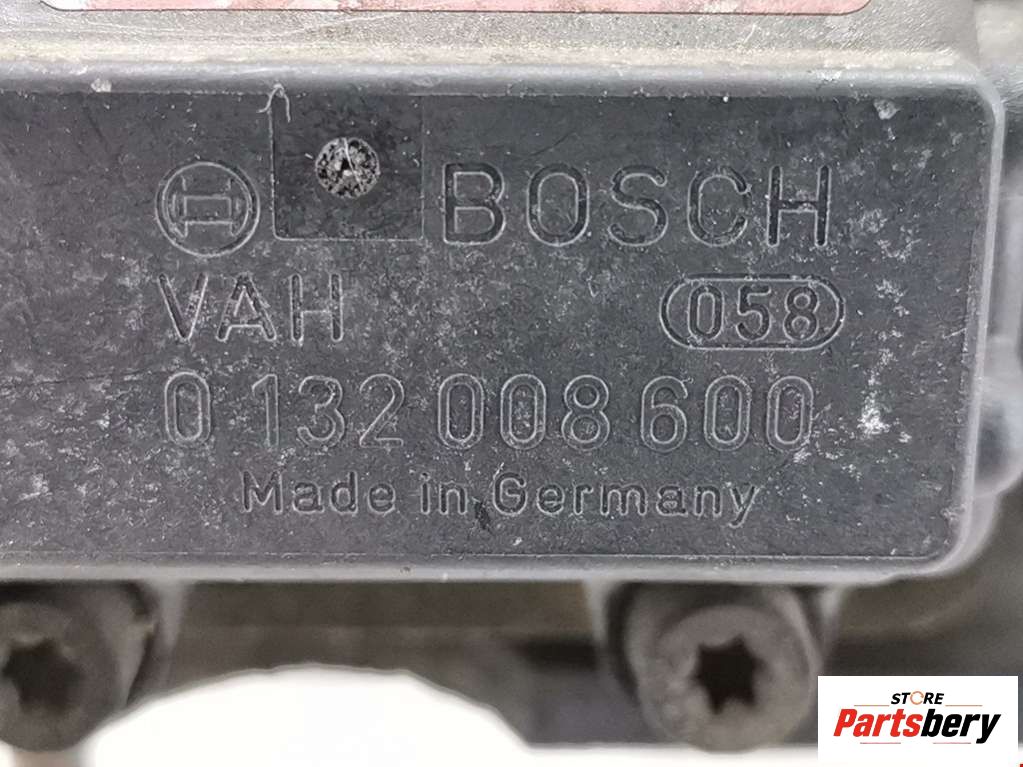 BOSCH
VAH 058
0 132 008 600
Made in Germany
STORE
Partsbery